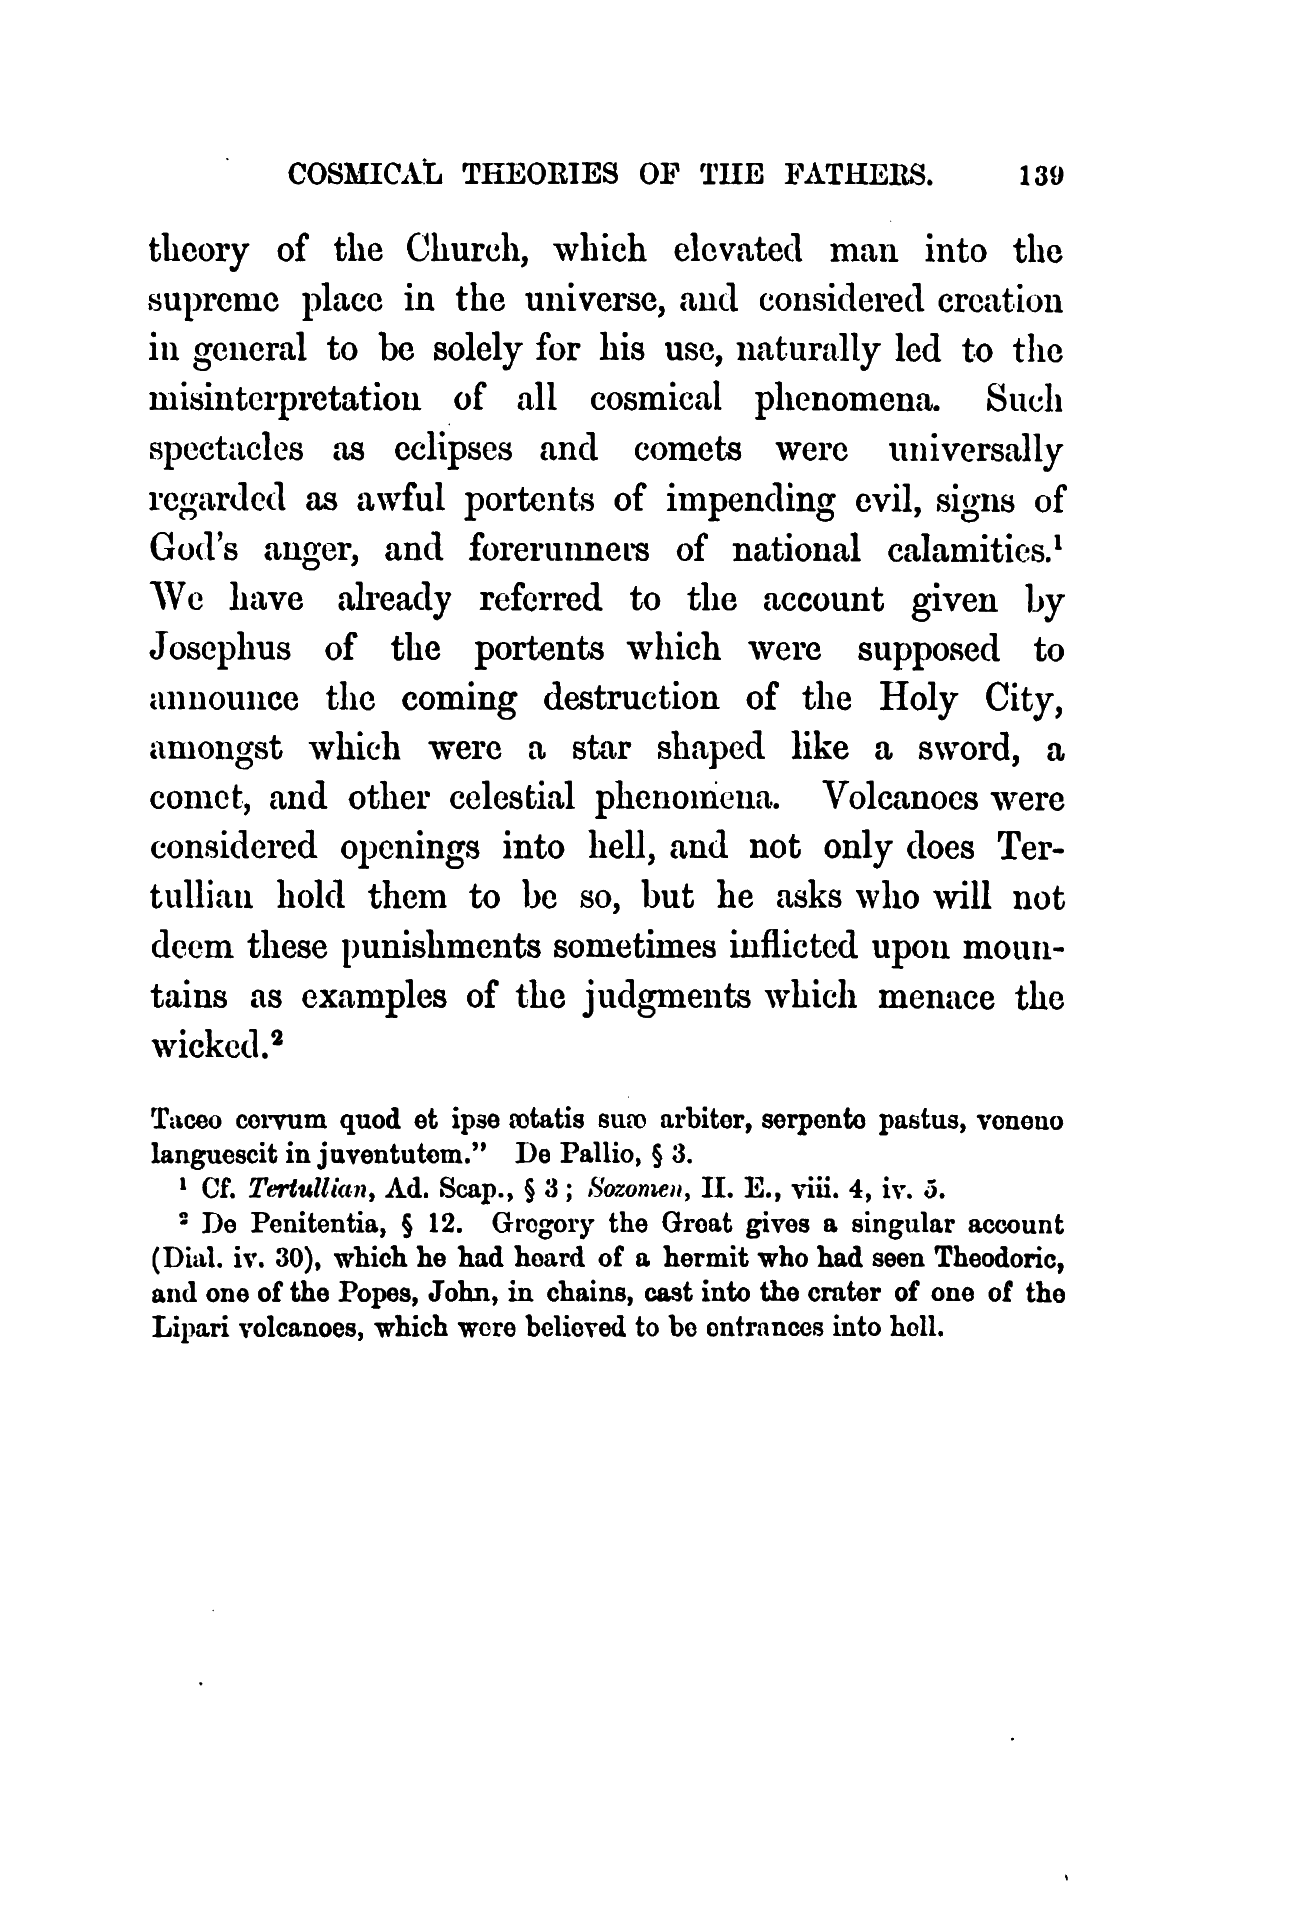 COSMICAL THEORIES OF THE FATHERS. 139
theory of the Church, which elevated man into the
supreme place in the universe, and considered creation
in general to be solely for his use, naturally led to the
misinterpretation of all cosmical phenomena. Such
spectacles as eclipses and comets were universally
regarded as awful portents of impending evil, signs of
God's anger, and forerunners of national calamities.¹
We have already referred to the account given by
Josephus of the portents which were supposed to
announce the coming destruction of the Holy City,
amongst which were a star shaped like a sword, a
comet, and other celestial phenomena. Volcanoes were
considered openings into hell, and not only does Ter-
tullian hold them to be so, but he asks who will not
deem these punishments sometimes inflicted upon moun-
tains as examples of the judgments which menace the
wicked.²
Taceo corvum quod et ipse ætatis suæ arbiter, serpente pastus, veneno
languescit in juventutem." De Pallio, § 3.
¹ Cf. Tertullian, Ad. Scap., § 3; Sozomen, H. E., viii. 4, iv. 5.
² De Penitentia, § 12. Gregory the Great gives a singular account
(Dial. iv. 30), which he had heard of a hermit who had seen Theodoric,
and one of the Popes, John, in chains, cast into the crater of one of the
Lipari volcanoes, which were believed to be entrances into hell.